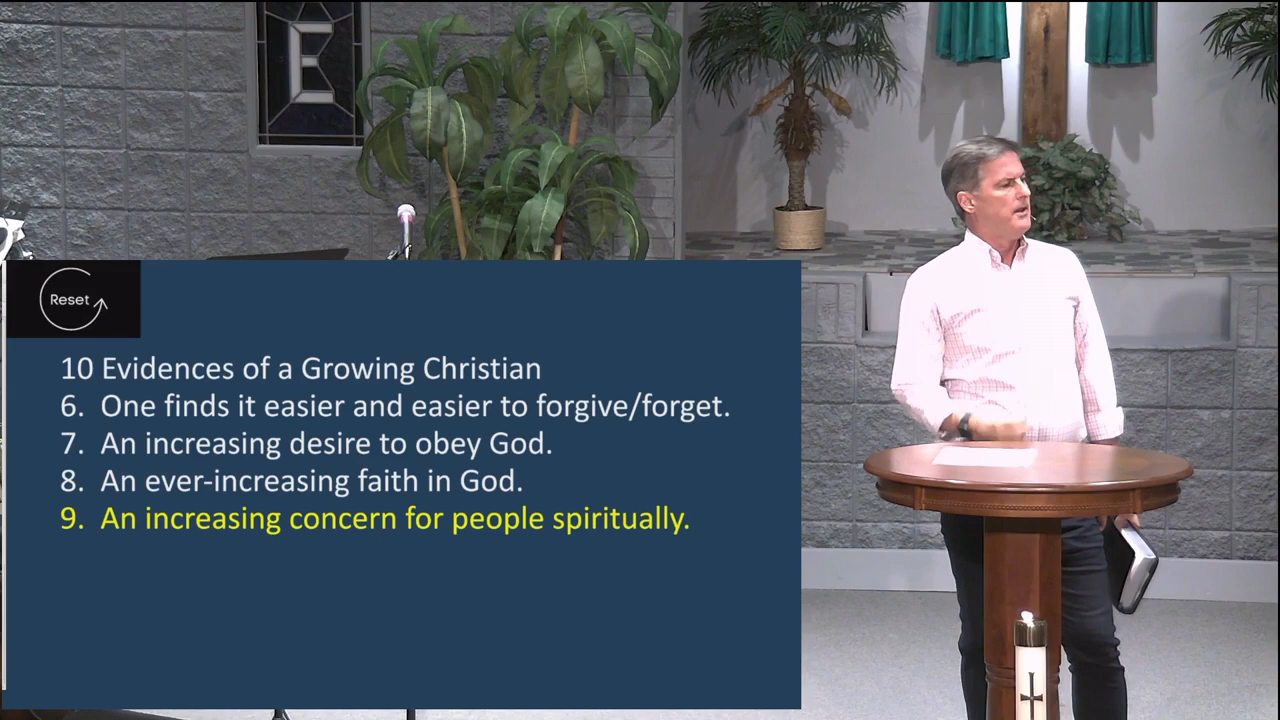 E
Reset
10 Evidences of a Growing Christian
6. One finds it easier and easier to forgive/forget.
7. An increasing desire to obey God.
8. An ever-increasing faith in God.
9. An increasing concern for people spiritually.